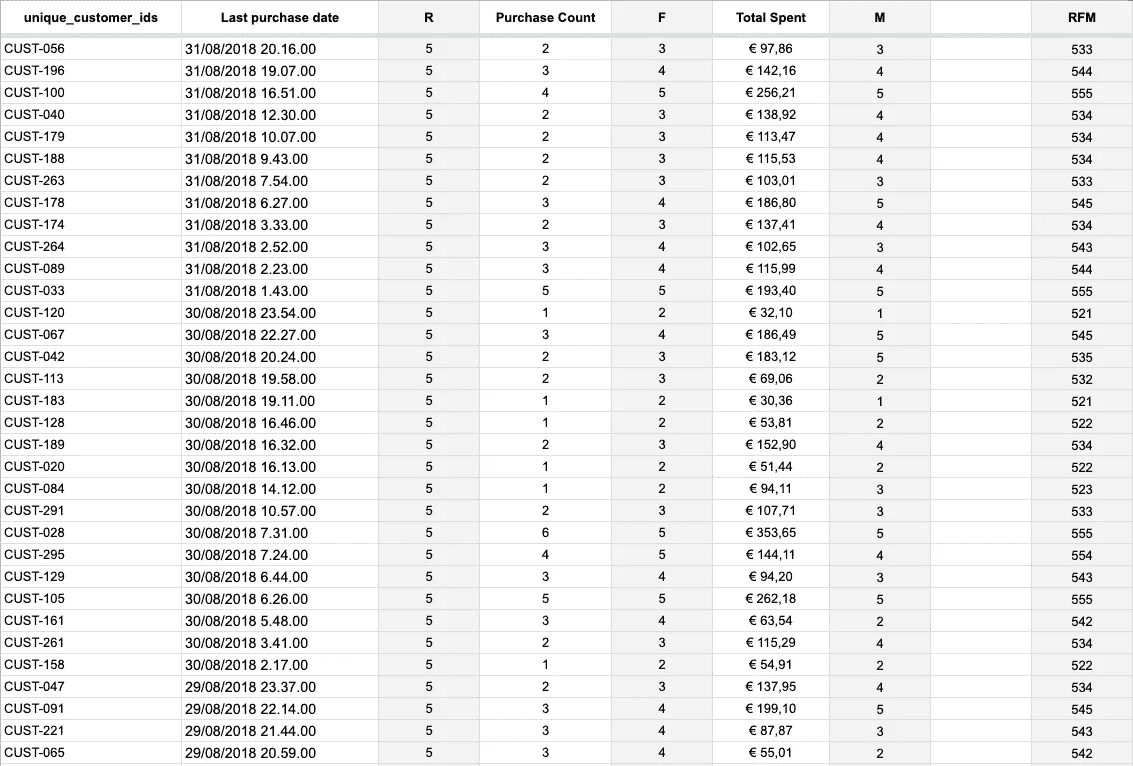 unique_customer_ids Last purchase date R Purchase Count F Total Spent M RFM
CUST-056 31/08/2018 20.16.00 5 2 3 € 97,86 3 533
CUST-196 31/08/2018 19.07.00 5 3 4 € 142,16 4 544
CUST-100 31/08/2018 16.51.00 5 4 5 € 256,21 5 555
CUST-040 31/08/2018 12.30.00 5 2 3 € 138,92 4 534
CUST-179 31/08/2018 10.07.00 5 2 3 € 113,47 4 534
CUST-188 31/08/2018 9.43.00 5 2 3 € 115,53 4 534
CUST-263 31/08/2018 7.54.00 5 2 3 € 103,01 3 533
CUST-178 31/08/2018 6.27.00 5 3 4 € 186,80 5 545
CUST-174 31/08/2018 3.33.00 5 2 3 € 137,41 4 534
CUST-264 31/08/2018 2.52.00 5 3 4 € 102,65 3 543
CUST-089 31/08/2018 2.23.00 5 3 4 € 115,99 4 544
CUST-033 31/08/2018 1.43.00 5 5 5 € 193,40 5 555
CUST-120 30/08/2018 23.54.00 5 1 2 € 32,10 1 521
CUST-067 30/08/2018 22.27.00 5 3 4 € 186,49 5 545
CUST-042 30/08/2018 20.24.00 5 2 3 € 183,12 5 535
CUST-113 30/08/2018 19.58.00 5 2 3 € 69,06 2 532
CUST-183 30/08/2018 19.11.00 5 1 2 € 30,36 1 521
CUST-128 30/08/2018 16.46.00 5 1 2 € 53,81 2 522
CUST-189 30/08/2018 16.32.00 5 2 3 € 152,90 4 534
CUST-020 30/08/2018 16.13.00 5 1 2 € 51,44 2 522
CUST-084 30/08/2018 14.12.00 5 1 2 € 94,11 3 523
CUST-291 30/08/2018 10.57.00 5 2 3 € 107,71 3 533
CUST-028 30/08/2018 7.31.00 5 6 5 € 353,65 5 555
CUST-295 30/08/2018 7.24.00 5 4 5 € 144,11 4 554
CUST-129 30/08/2018 6.44.00 5 3 4 € 94,20 3 543
CUST-105 30/08/2018 6.26.00 5 5 5 € 262,18 5 555
CUST-161 30/08/2018 5.48.00 5 3 4 € 63,54 2 542
CUST-261 30/08/2018 3.41.00 5 2 3 € 115,29 4 534
CUST-158 30/08/2018 2.17.00 5 1 2 € 54,91 2 522
CUST-047 29/08/2018 23.37.00 5 2 3 € 137,95 4 534
CUST-091 29/08/2018 22.14.00 5 3 4 € 199,10 5 545
CUST-221 29/08/2018 21.44.00 5 3 4 € 87,87 3 543
CUST-065 29/08/2018 20.59.00 5 3 4 € 55,01 2 542